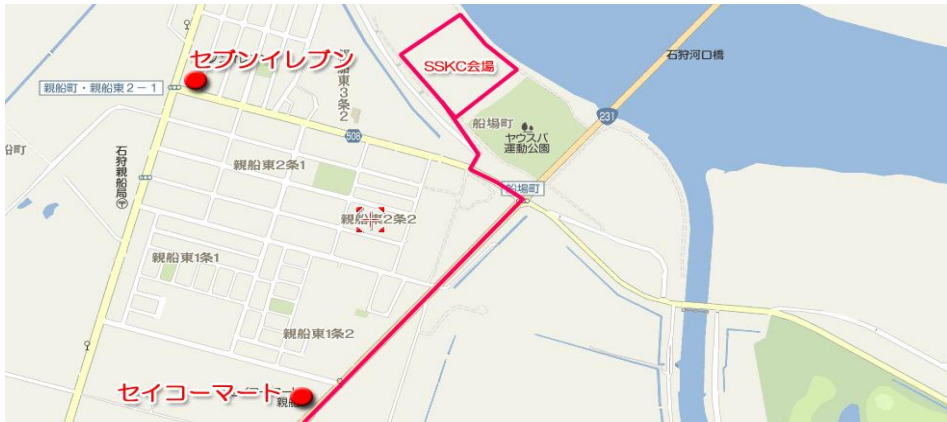 セブンイレブン
親船町・親船東2-1
親船東3条2
508
親船東2条1
石狩親船局
親船東2条2
親船東1条1
親船東1条2
セイコーマート
SSKC会場
船場町
ヤウスバ
運動公園
船場町
231
石狩河口橋